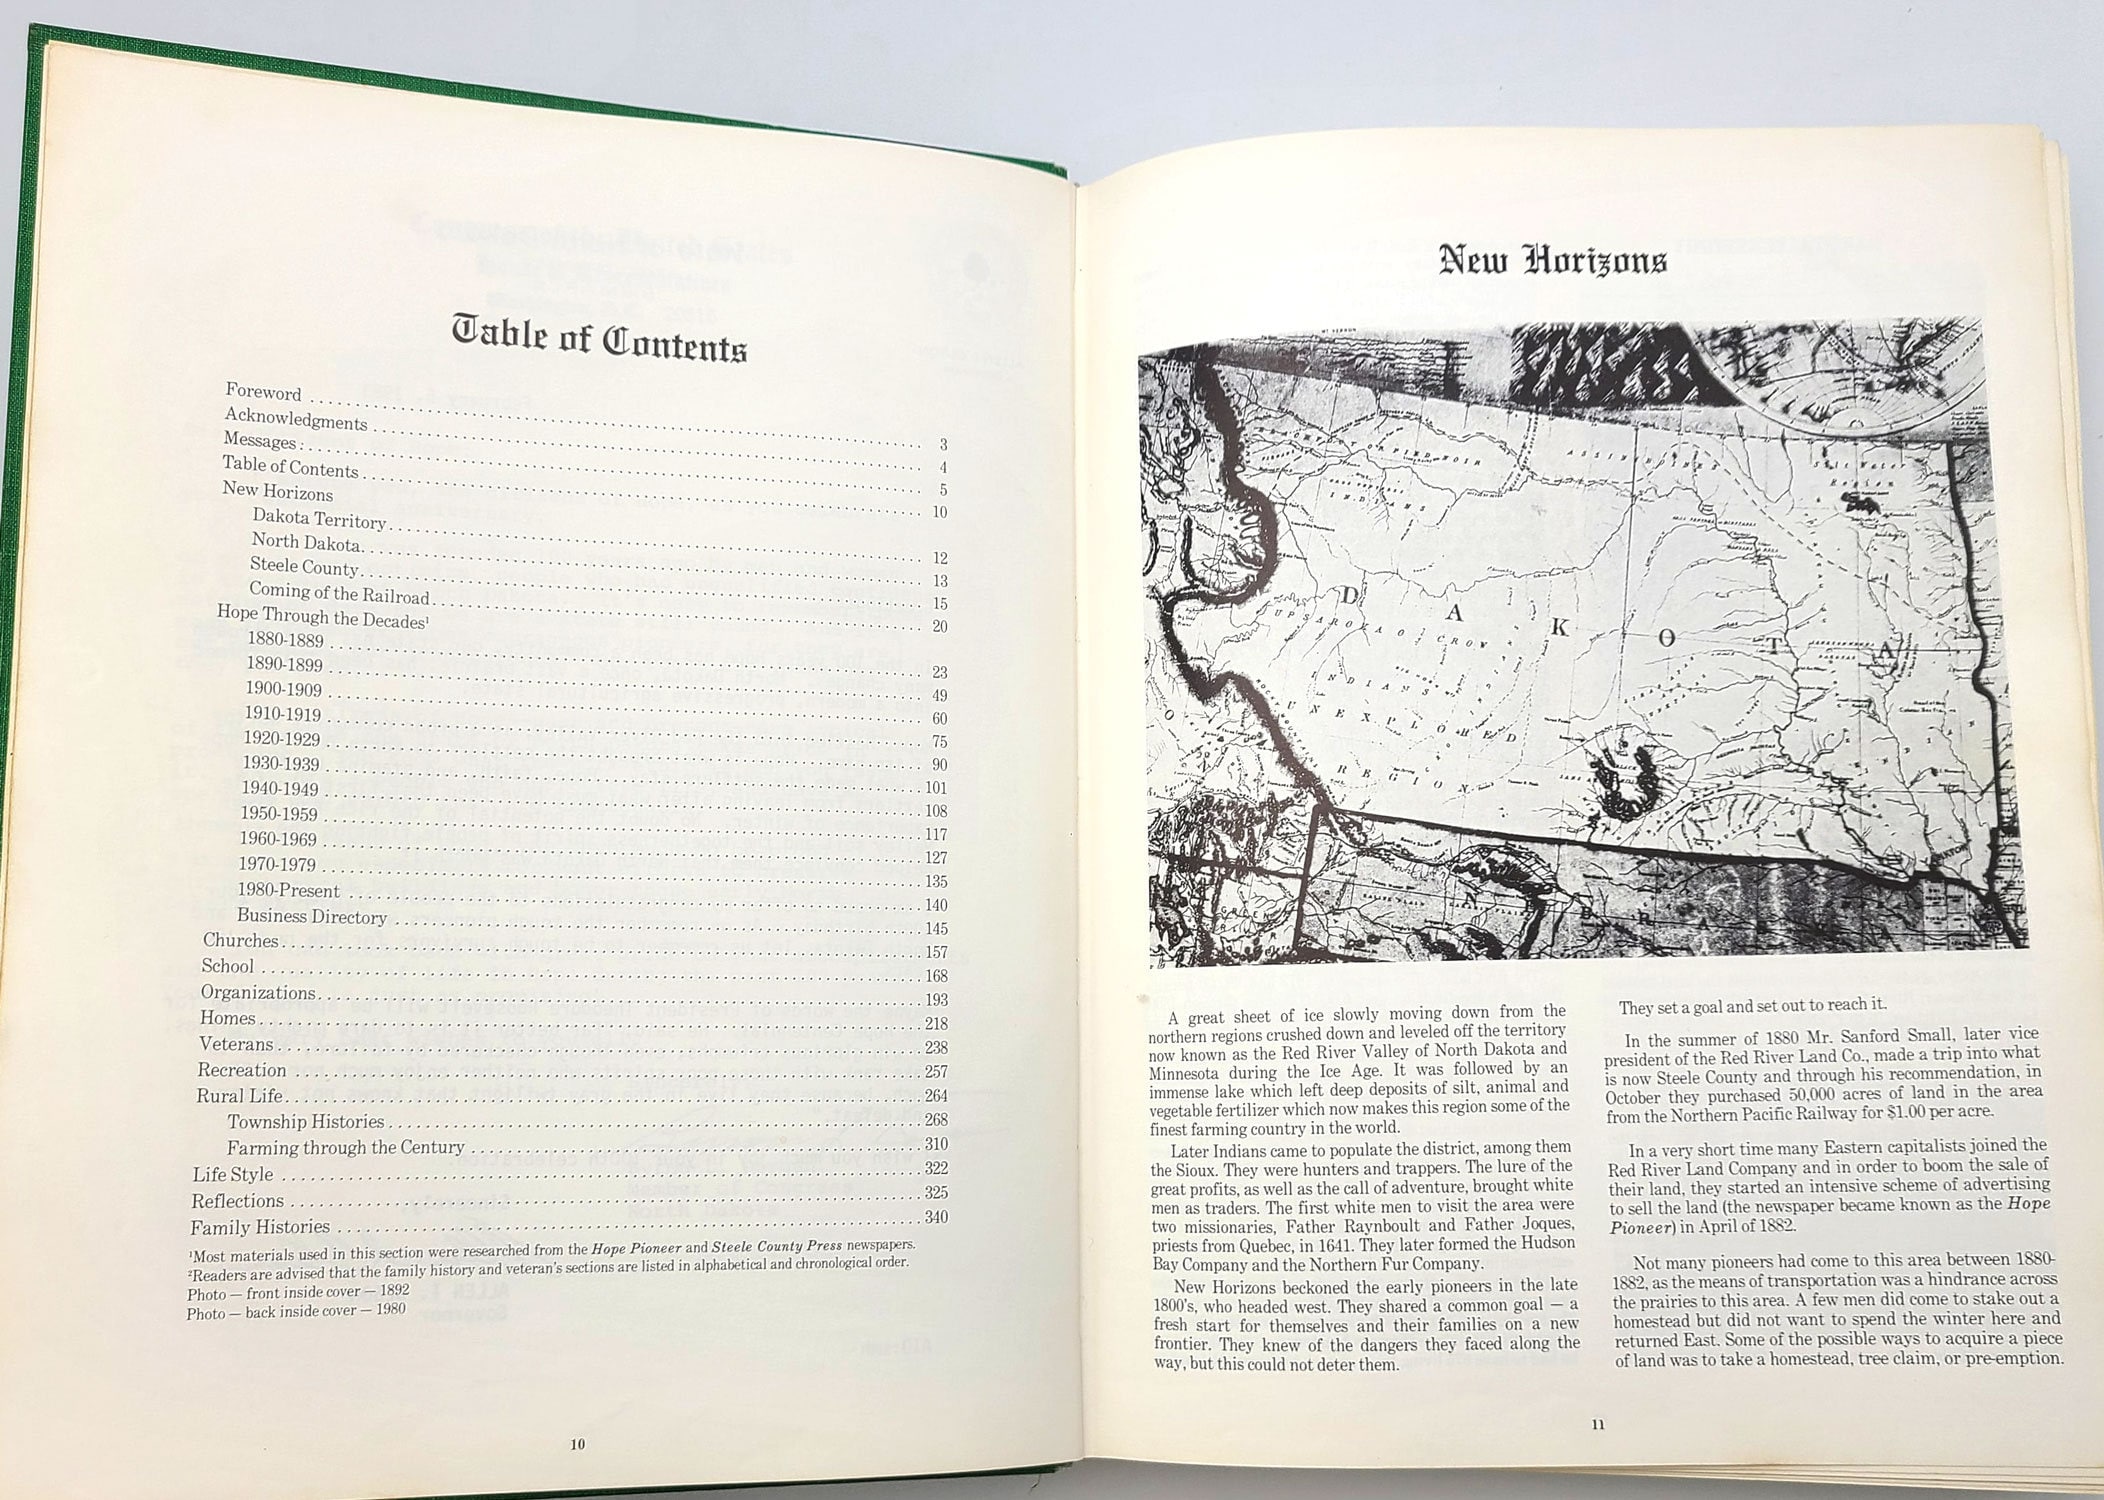 Table of Contents
Foreword 3
Acknowledgments 4
Messages: 5
Table of Contents 10
New Horizons
Dakota Territory 12
North Dakota 13
Steele County 15
Coming of the Railroad 20
Hope Through the Decades¹
1880-1889 23
1890-1899 49
1900-1909 60
1910-1919 75
1920-1929 90
1930-1939 101
1940-1949 108
1950-1959 117
1960-1969 127
1970-1979 135
1980-Present 140
Business Directory 145
Churches 157
School 168
Organizations 193
Homes 218
Veterans 238
Recreation 257
Rural Life 264
Township Histories 268
Farming through the Century 310
Life Style 322
Reflections 325
Family Histories 340
¹Most materials used in this section were researched from the Hope Pioneer and Steele County Press newspapers.
²Readers are advised that the family history and veteran's sections are listed in alphabetical and chronological order.
Photo — front inside cover — 1892
Photo — back inside cover — 1980
10
New Horizons
ASSINIBOINES
INDIANS
DAKOTA
UPSAROKA OR CROW
INDIANS
UNEXPLORED
REGION
A great sheet of ice slowly moving down from the
northern regions crushed down and leveled off the territory
now known as the Red River Valley of North Dakota and
Minnesota during the Ice Age. It was followed by an
immense lake which left deep deposits of silt, animal and
vegetable fertilizer which now makes this region some of the
finest farming country in the world.
Later Indians came to populate the district, among them
the Sioux. They were hunters and trappers. The lure of the
great profits, as well as the call of adventure, brought white
men as traders. The first white men to visit the area were
two missionaries, Father Raynboult and Father Joques,
priests from Quebec, in 1641. They later formed the Hudson
Bay Company and the Northern Fur Company.
New Horizons beckoned the early pioneers in the late
1800's, who headed west. They shared a common goal — a
fresh start for themselves and their families on a new
frontier. They knew of the dangers they faced along the
way, but this could not deter them.
They set a goal and set out to reach it.
In the summer of 1880 Mr. Sanford Small, later vice
president of the Red River Land Co., made a trip into what
is now Steele County and through his recommendation, in
October they purchased 50,000 acres of land in the area
from the Northern Pacific Railway for $1.00 per acre.
In a very short time many Eastern capitalists joined the
Red River Land Company and in order to boom the sale of
their land, they started an intensive scheme of advertising
to sell the land (the newspaper became known as the Hope
Pioneer) in April of 1882.
Not many pioneers had come to this area between 1880-
1882, as the means of transportation was a hindrance across
the prairies to this area. A few men did come to stake out a
homestead but did not want to spend the winter here and
returned East. Some of the possible ways to acquire a piece
of land was to take a homestead, tree claim, or pre-emption.
11